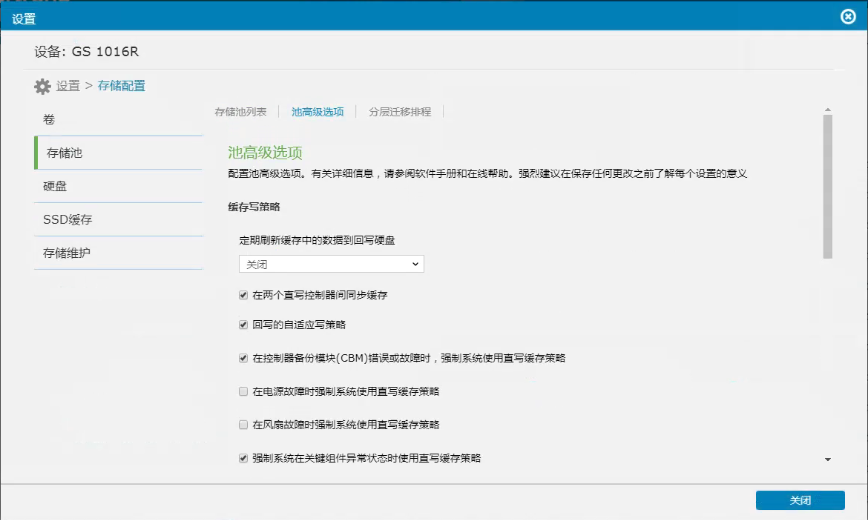 设置
设备: GS 1016R
设置 > 存储配置
卷
存储池
硬盘
SSD缓存
存储维护
存储池列表 池高级选项 分层迁移排程
池高级选项
配置池高级选项。有关详细信息，请参阅软件手册和在线帮助。强烈建议在保存任何更改之前了解每个设置的意义
缓存写策略
定期刷新缓存中的数据到回写硬盘
关闭
在两个直写控制器间同步缓存
回写的自适应写策略
在控制器备份模块(CBM)错误或故障时，强制系统使用直写缓存策略
在电源故障时强制系统使用直写缓存策略
在风扇故障时强制系统使用直写缓存策略
强制系统在关键组件异常状态时使用直写缓存策略
关闭